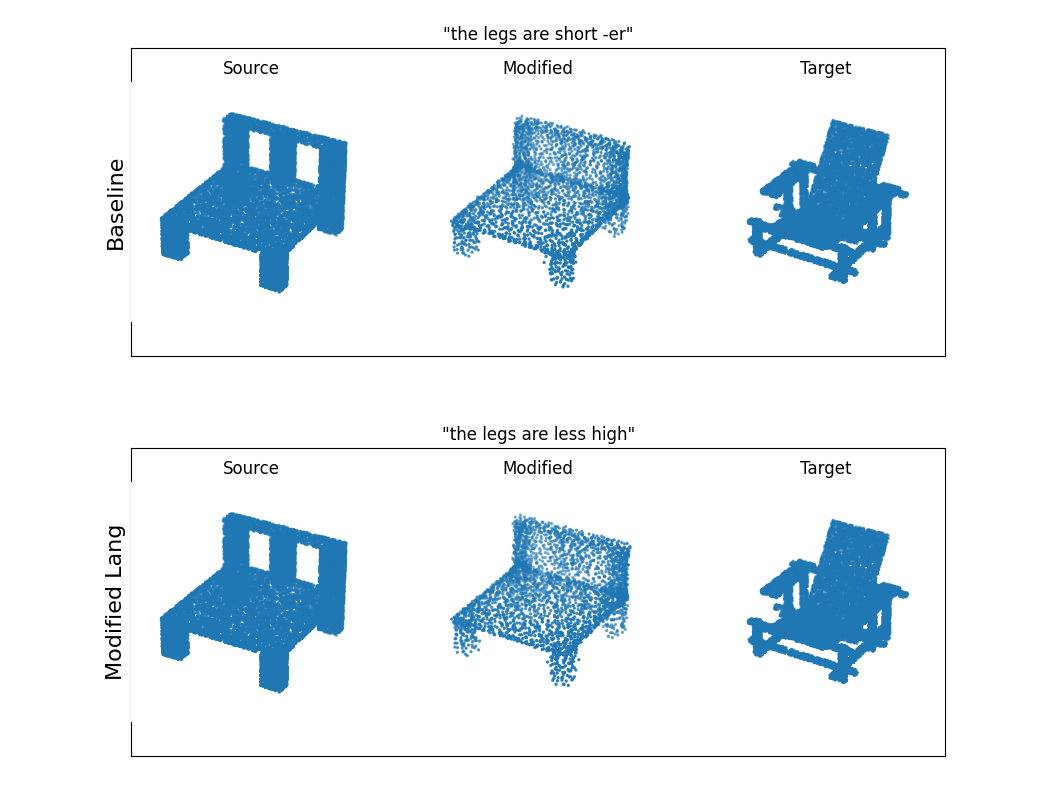 "the legs are short -er"
Source Modified Target
Baseline
"the legs are less high"
Source Modified Target
Modified Lang